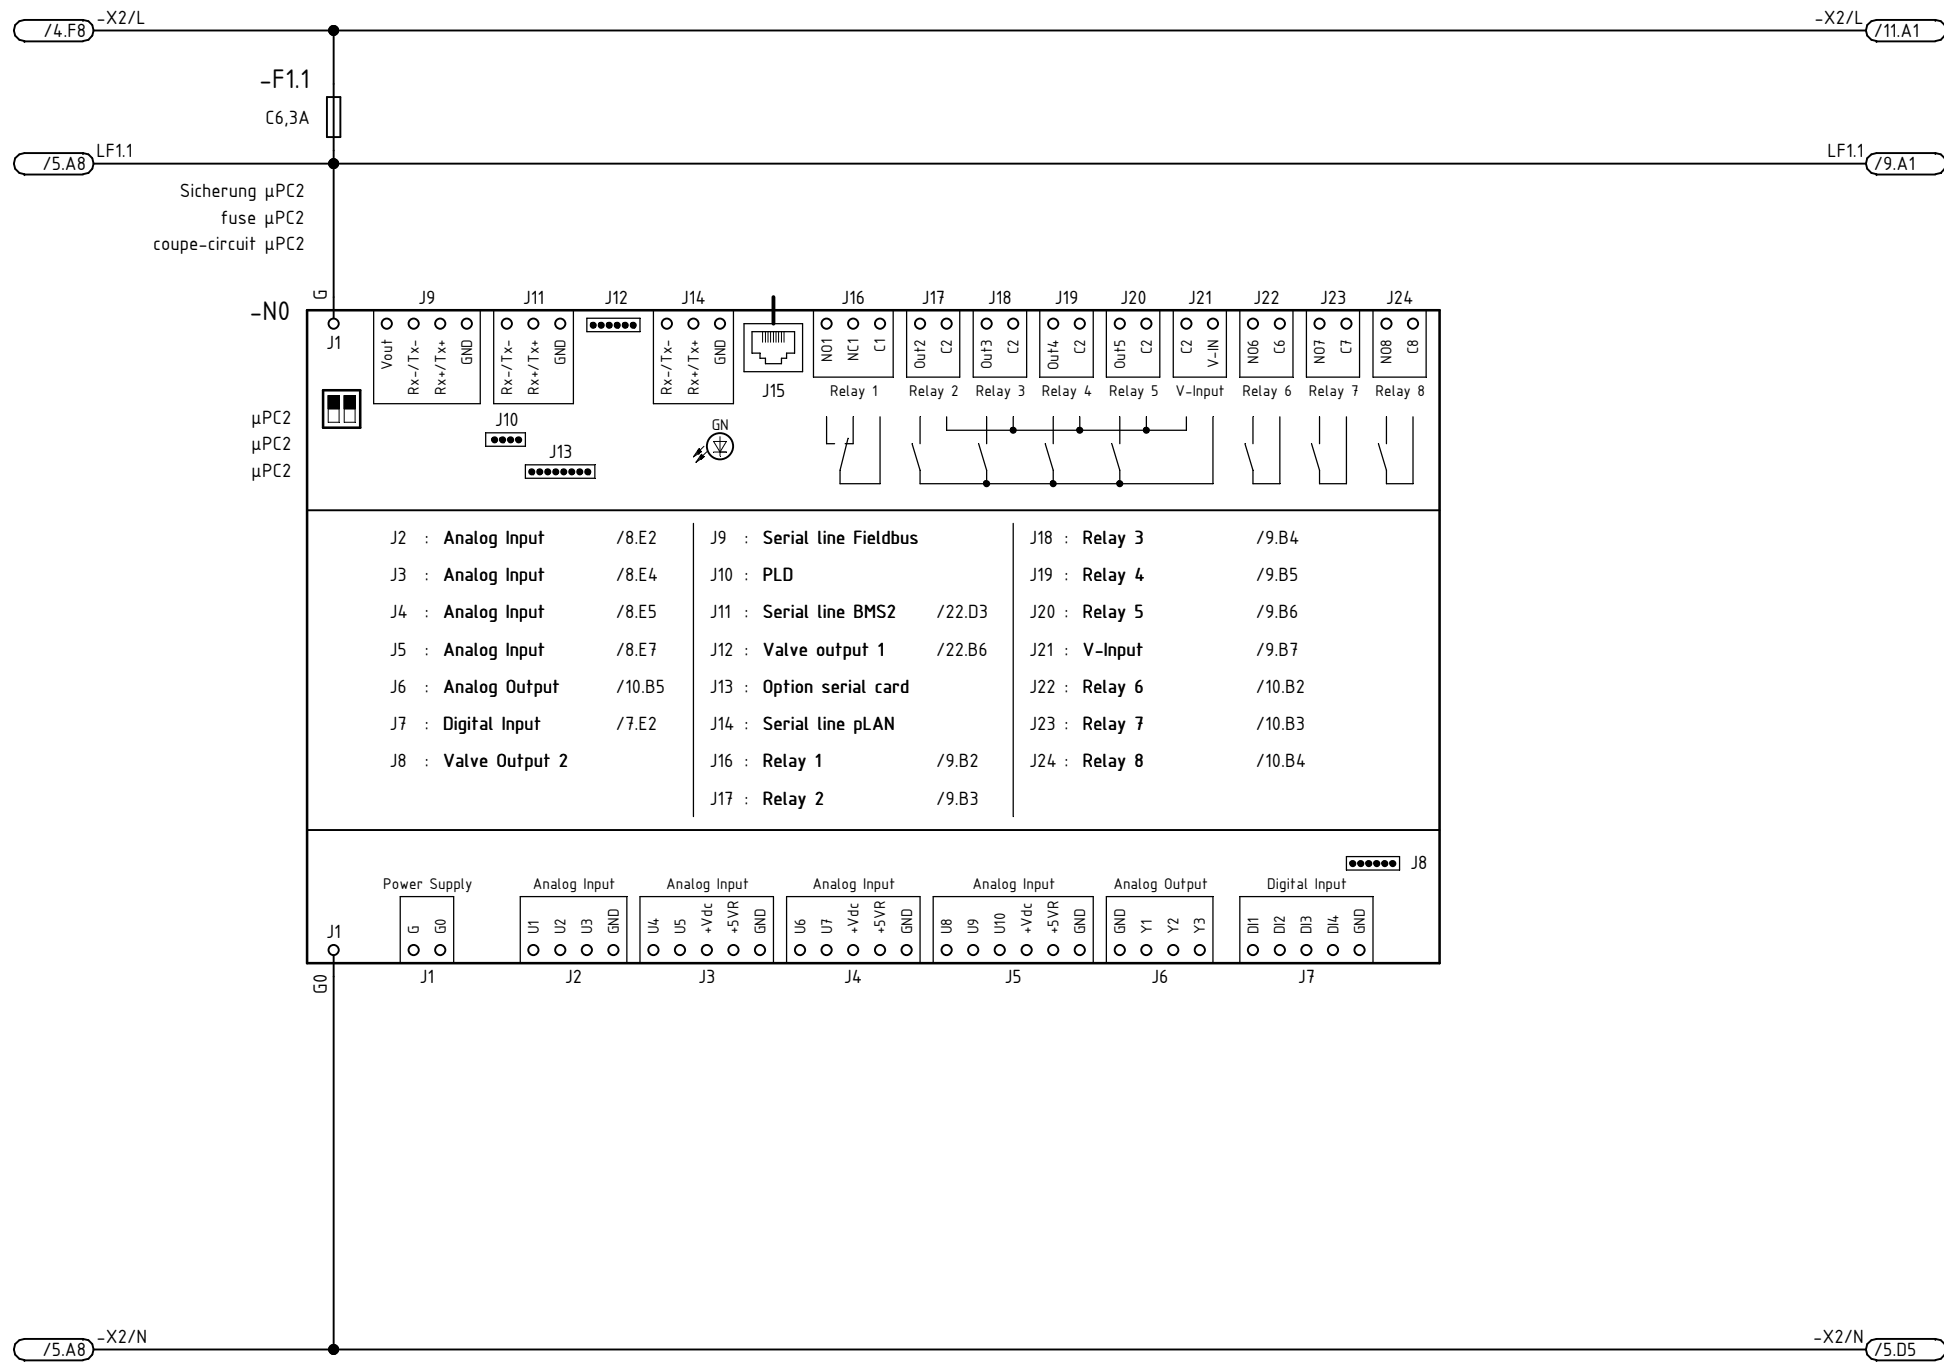 -X2/L -X2/L
/4.F8 /11.A1
-F1.1
C6,3A
LF1.1 LF1.1
/5.A8 /9.A1
Sicherung µPC2
fuse µPC2
coupe-circuit µPC2
G
-N0 J9 J11 J12 J14 J16 J17 J18 J19 J20 J21 J22 J23 J24
J1
Vout Rx-/Tx- Rx+/Tx+ GND Rx-/Tx- Rx+/Tx+ GND Rx-/Tx- Rx+/Tx+ GND NO1 NC1 C1 Out2 C2 Out3 C2 Out4 C2 Out5 C2 C2 V-IN NO6 C6 NO7 C7 NO8 C8
J15 Relay 1 Relay 2 Relay 3 Relay 4 Relay 5 V-Input Relay 6 Relay 7 Relay 8
µPC2 J10 GN
µPC2 J13
µPC2
J2 : Analog Input /8.E2 J9 : Serial line Fieldbus J18 : Relay 3 /9.B4
J3 : Analog Input /8.E4 J10 : PLD J19 : Relay 4 /9.B5
J4 : Analog Input /8.E5 J11 : Serial line BMS2 /22.D3 J20 : Relay 5 /9.B6
J5 : Analog Input /8.E7 J12 : Valve output 1 /22.B6 J21 : V-Input /9.B7
J6 : Analog Output /10.B5 J13 : Option serial card J22 : Relay 6 /10.B2
J7 : Digital Input /7.E2 J14 : Serial line pLAN J23 : Relay 7 /10.B3
J8 : Valve Output 2 J16 : Relay 1 /9.B2 J24 : Relay 8 /10.B4
J17 : Relay 2 /9.B3
J8
Power Supply Analog Input Analog Input Analog Input Analog Input Analog Output Digital Input
J1 G G0 U1 U2 U3 GND U4 U5 +Vdc +5VR GND U6 U7 +Vdc +5VR GND U8 U9 U10 +Vdc +5VR GND GND Y1 Y2 Y3 DI1 DI2 DI3 DI4 GND
G0 J1 J2 J3 J4 J5 J6 J7
-X2/N -X2/N
/5.A8 /5.D5